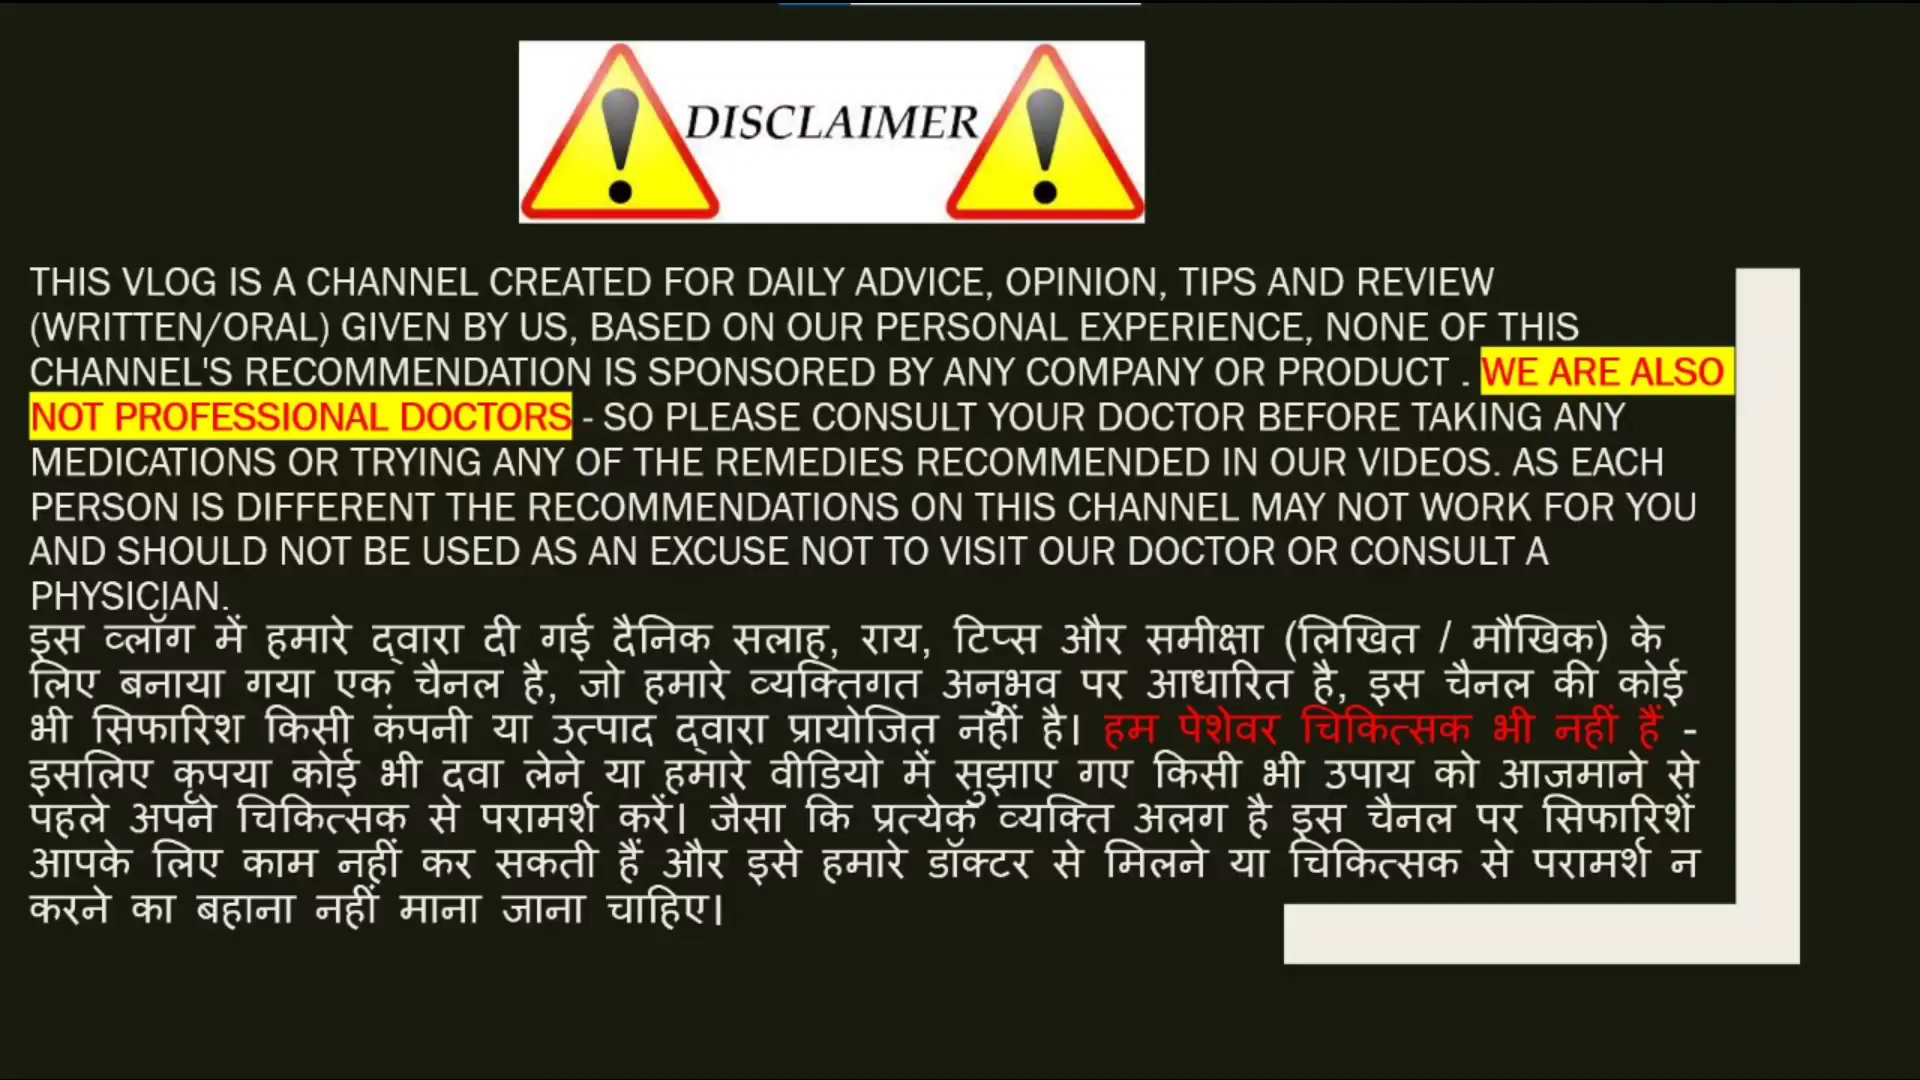 DISCLAIMER
THIS VLOG IS A CHANNEL CREATED FOR DAILY ADVICE, OPINION, TIPS AND REVIEW
(WRITTEN/ORAL) GIVEN BY US, BASED ON OUR PERSONAL EXPERIENCE, NONE OF THIS
CHANNEL'S RECOMMENDATION IS SPONSORED BY ANY COMPANY OR PRODUCT . WE ARE ALSO
NOT PROFESSIONAL DOCTORS - SO PLEASE CONSULT YOUR DOCTOR BEFORE TAKING ANY
MEDICATIONS OR TRYING ANY OF THE REMEDIES RECOMMENDED IN OUR VIDEOS. AS EACH
PERSON IS DIFFERENT THE RECOMMENDATIONS ON THIS CHANNEL MAY NOT WORK FOR YOU
AND SHOULD NOT BE USED AS AN EXCUSE NOT TO VISIT OUR DOCTOR OR CONSULT A
PHYSICIAN.
इस व्लॉग में हमारे द्वारा दी गई दैनिक सलाह, राय, टिप्स और समीक्षा (लिखित / मौखिक) के
लिए बनाया गया एक चैनल है, जो हमारे व्यक्तिगत अनुभव पर आधारित है, इस चैनल की कोई
भी सिफारिश किसी कंपनी या उत्पाद द्वारा प्रायोजित नहीं है। हम पेशेवर चिकित्सक भी नहीं हैं -
इसलिए कृपया कोई भी दवा लेने या हमारे वीडियो में सुझाए गए किसी भी उपाय को आजमाने से
पहले अपने चिकित्सक से परामर्श करें। जैसा कि प्रत्येक व्यक्ति अलग है इस चैनल पर सिफारिशें
आपके लिए काम नहीं कर सकती हैं और इसे हमारे डॉक्टर से मिलने या चिकित्सक से परामर्श न
करने का बहाना नहीं माना जाना चाहिए।